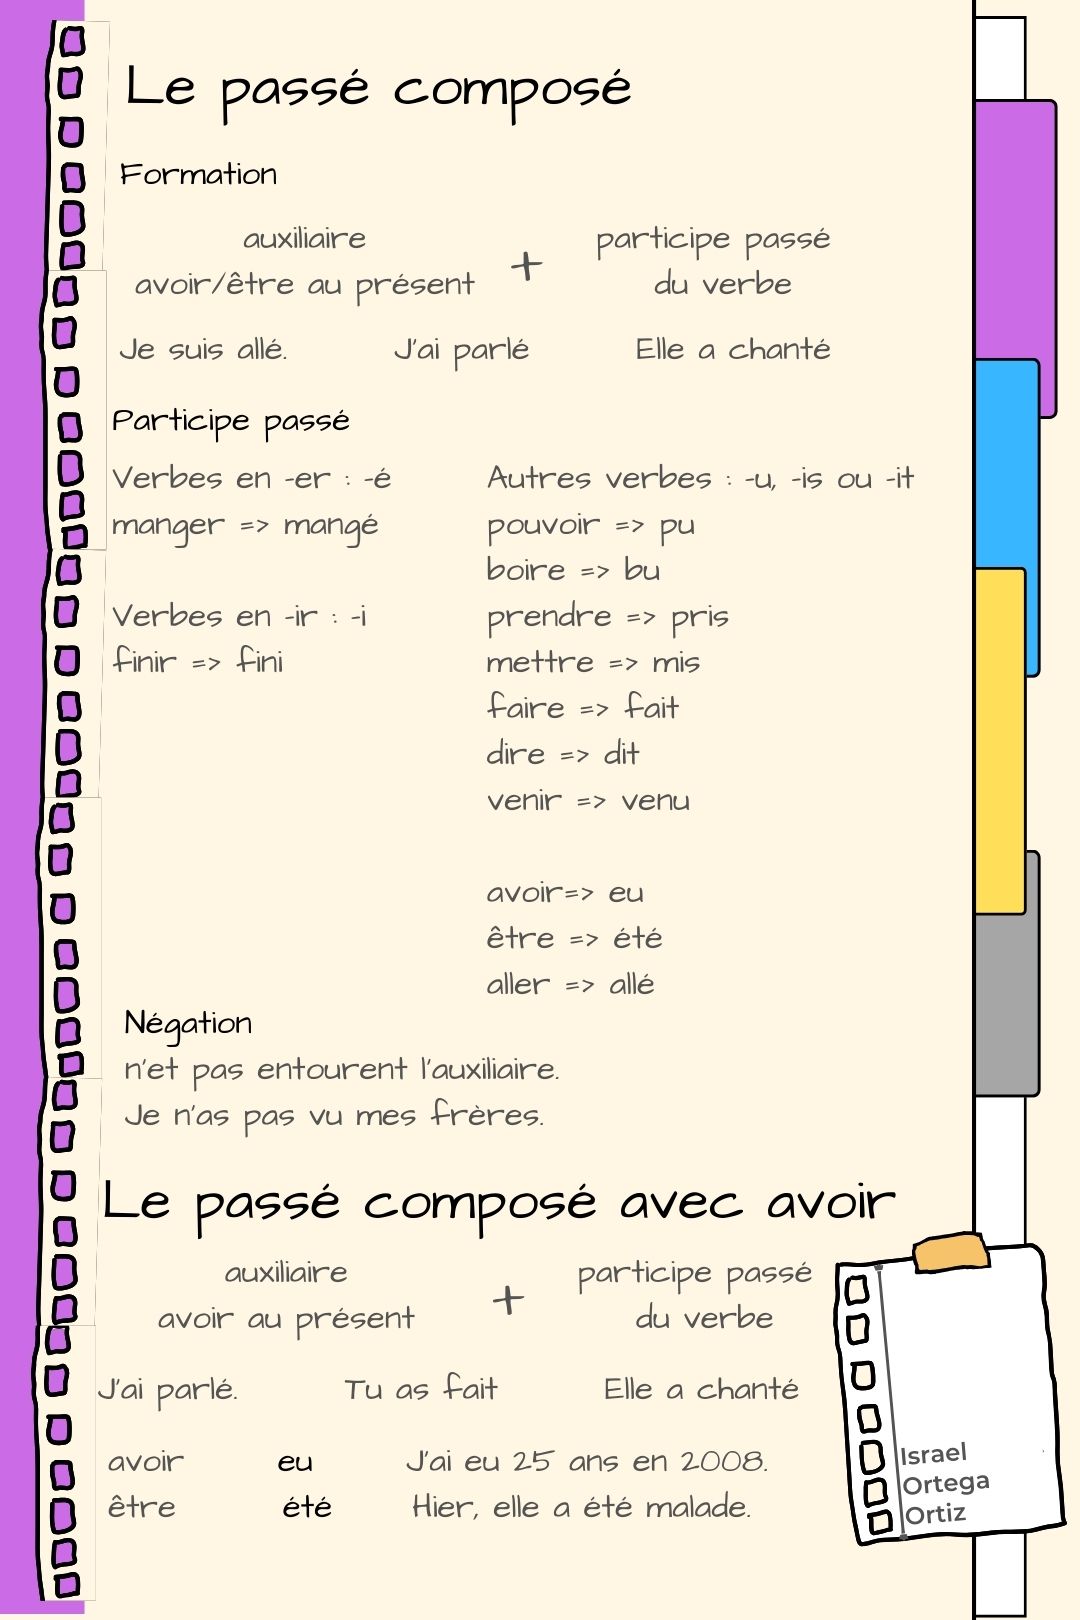 Le passé composé
Formation
auxiliaire
avoir/être au présent
+
participe passé
du verbe
Je suis allé.
J'ai parlé
Elle a chanté
Participe passé
Verbes en -er : -é
manger => mangé
Verbes en -ir : -i
finir => fini
Autres verbes : -u, -is ou -it
pouvoir => pu
boire => bu
prendre => pris
mettre => mis
faire => fait
dire => dit
venir => venu
avoir=> eu
être => été
aller => allé
Négation
n'et pas entourent l'auxiliaire.
Je n'as pas vu mes frères.
Le passé composé avec avoir
auxiliaire
avoir au présent
+
participe passé
du verbe
J'ai parlé.
Tu as fait
Elle a chanté
avoir eu J'ai eu 25 ans en 2008.
être été Hier, elle a été malade.
Israel
Ortega
Ortiz